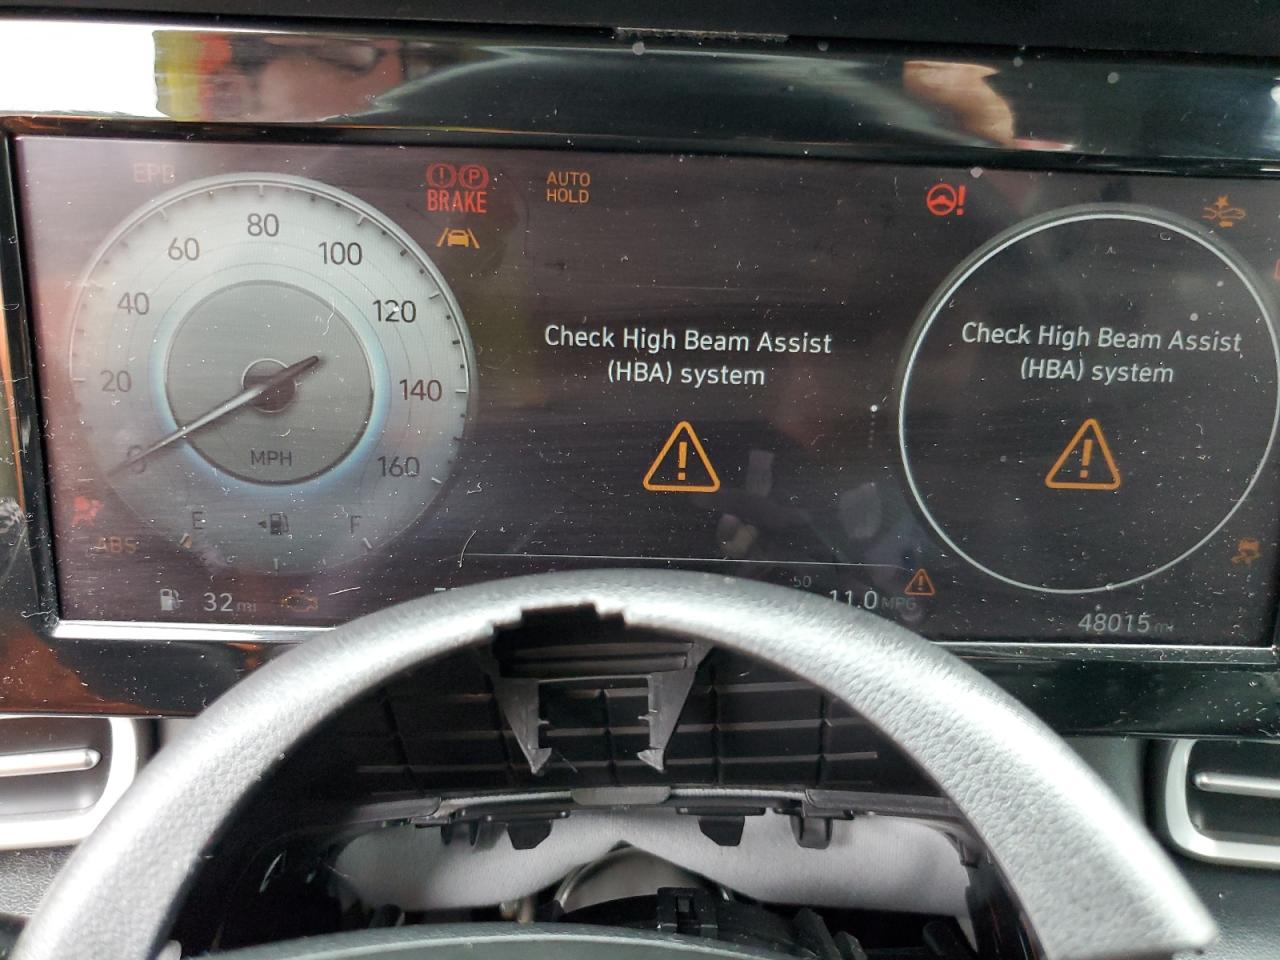 EPB
BRAKE
P
AUTO
HOLD
0
20
40
60
80
100
120
140
160
MPH
E
F
ABS
32 mi
Check High Beam Assist
(HBA) system
50
11.0 MPG
Check High Beam Assist
(HBA) system
48015 mi